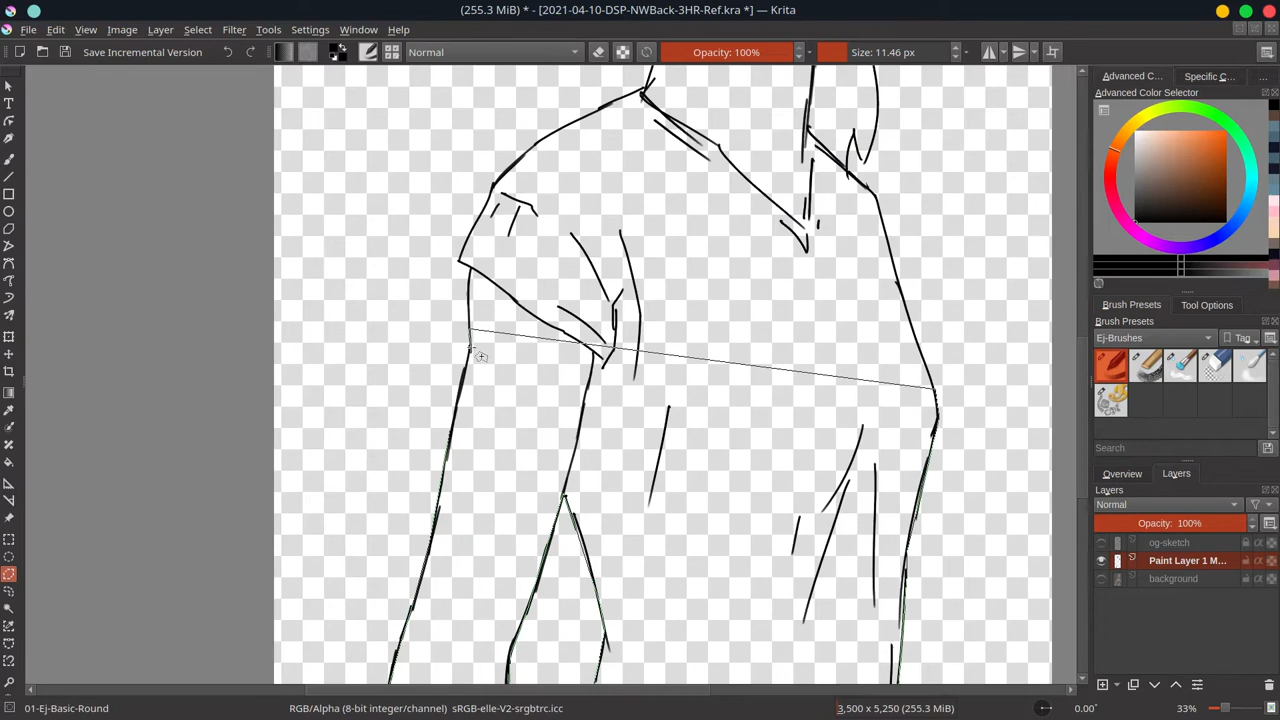 (255.3 MiB) * - [2021-04-10-DSP-NWBack-3HR-Ref.kra *] — Krita
File Edit View Image Layer Select Filter Tools Settings Window Help
Save Incremental Version
Normal
Opacity: 100%
Size: 11.46 px
Advanced C... Specific C... ...
Advanced Color Selector
Brush Presets Tool Options
Brush Presets
Ej-Brushes
Tag
Search
Overview Layers
Layers
Normal
Opacity: 100%
og-sketch
Paint Layer 1 M...
background
01-Ej-Basic-Round
RGB/Alpha (8-bit integer/channel) sRGB-elle-V2-srgbtrc.icc
3,500 x 5,250 (255.3 MiB)
0.00°
33%